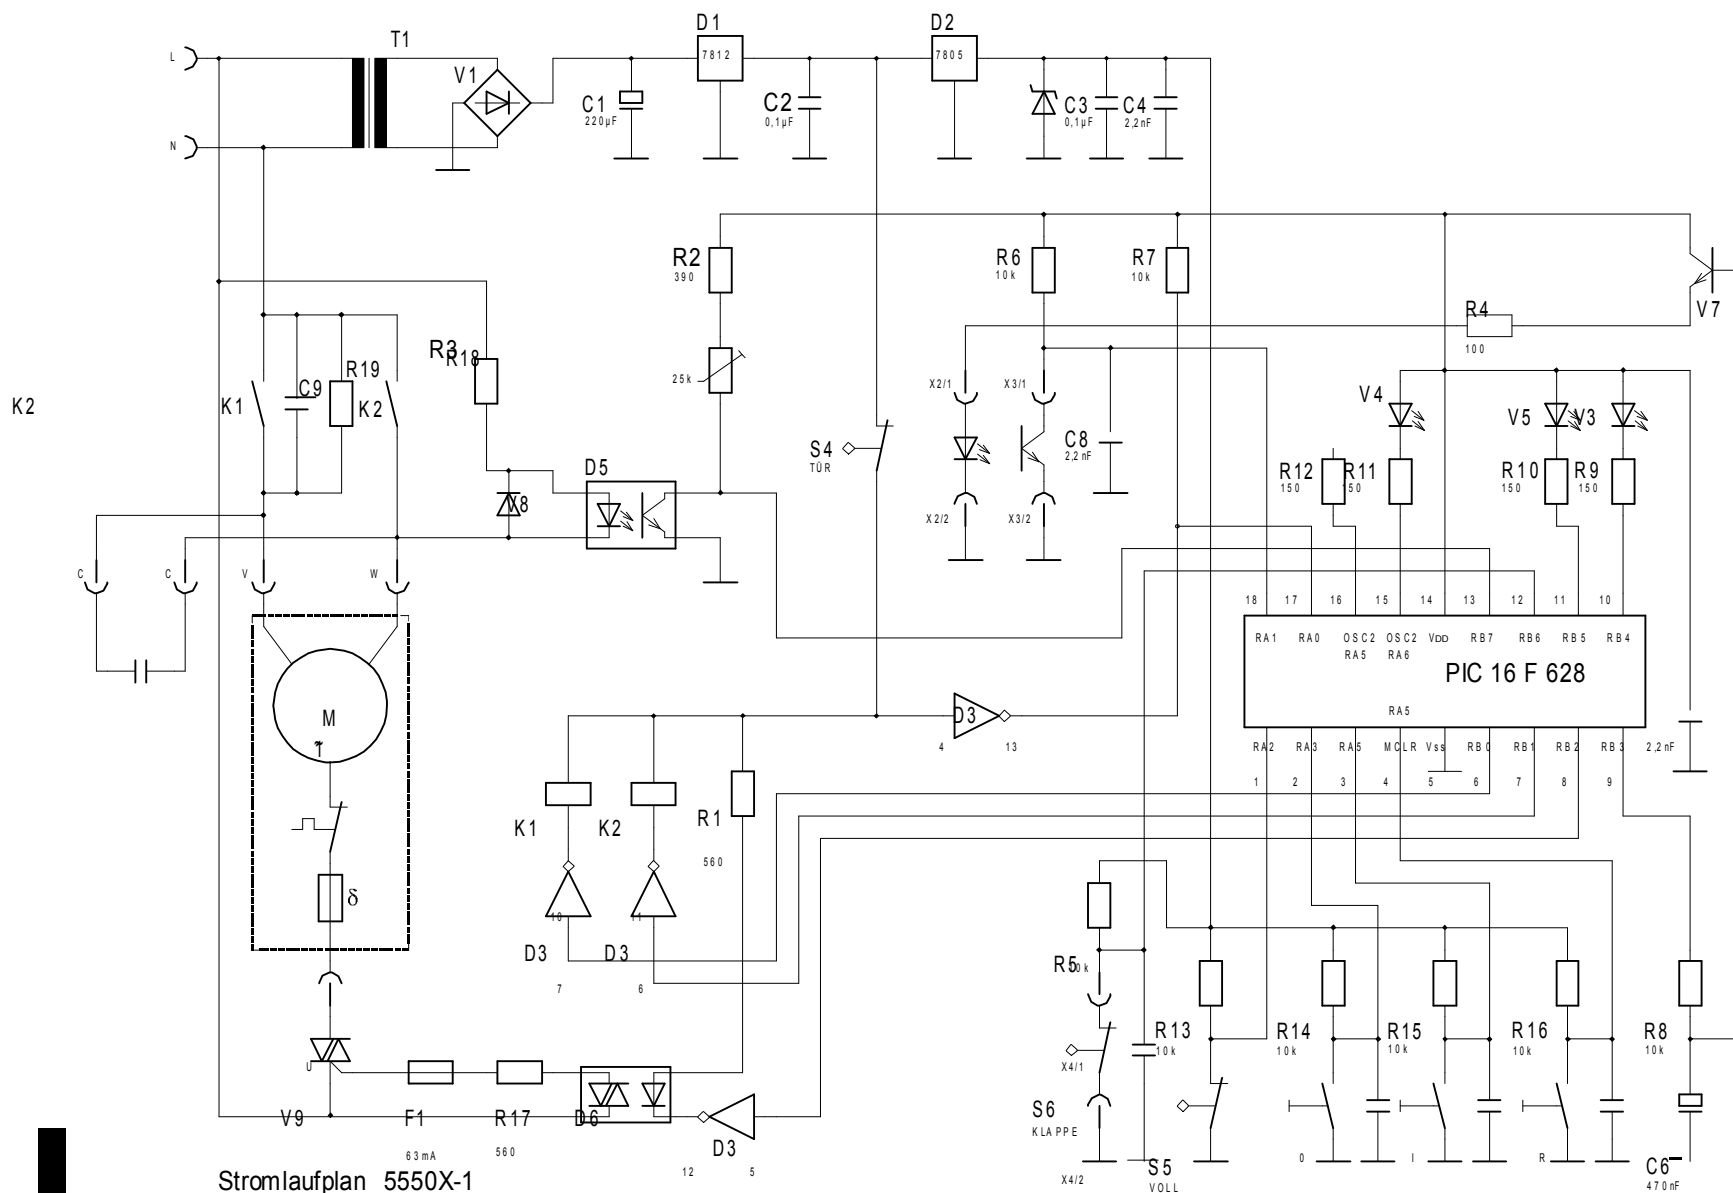 T1
D1
D2
L
7812
7805
V1
C1
220µF
C2
0,1µF
C3
0,1µF
C4
2,2nF
N
R2
390
R6
10k
R7
10k
V7
R4
100
R3
R18
25k
X2/1
X3/1
V4
V5
V3
K2
K1
C9
R19
K2
S4
TÜR
C8
2,2nF
D5
V8
R12
150
R11
150
R10
150
R9
150
X2/2
X3/2
C
C
V
W
18
17
16
15
14
13
12
11
10
RA1
RA0
OSC2
RA5
OSC2
RA6
VDD
RB7
RB6
RB5
RB4
PIC 16 F 628
RA5
M
1
D3
4
13
RA2
RA3
RA5
MCLR
Vss
RB0
RB1
RB2
RB3
2,2nF
1
2
3
4
5
6
7
8
9
K1
K2
R1
560
δ
10
11
D3
D3
7
6
R5
10k
R13
10k
R14
10k
R15
10k
R16
10k
R8
10k
U
X4/1
V9
F1
63mA
R17
560
D6
D3
12
5
S6
KLAPPE
X4/2
S5
VOLL
0
I
R
C6
470nF
Stromlaufplan 5550X-1